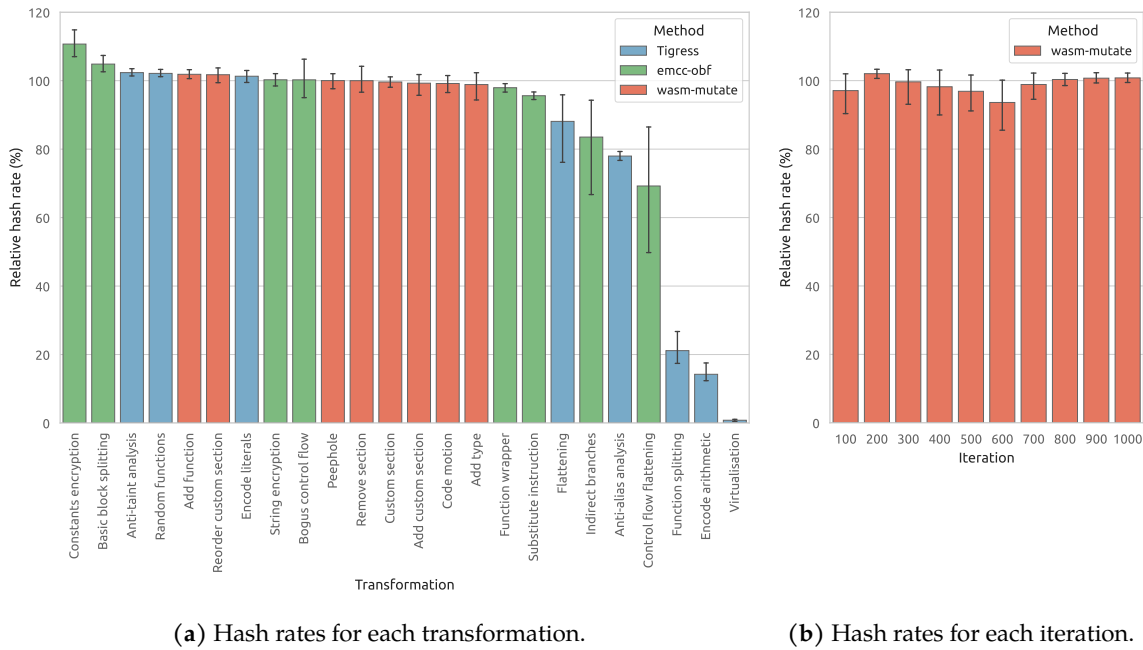 120
100
80
60
40
20
0
Relative hash rate (%)
Method
Tigress
emcc-obf
wasm-mutate
Constants encryption
Basic block splitting
Anti-taint analysis
Random functions
Add function
Reorder custom section
Encode literals
String encryption
Bogus control flow
Peephole
Remove section
Custom section
Add custom section
Code motion
Add type
Function wrapper
Substitute instruction
Flattening
Indirect branches
Anti-alias analysis
Control flow flattening
Function splitting
Encode arithmetic
Virtualisation
Transformation
(a) Hash rates for each transformation.
120
100
80
60
40
20
0
Relative hash rate (%)
Method
wasm-mutate
100 200 300 400 500 600 700 800 900 1000
Iteration
(b) Hash rates for each iteration.